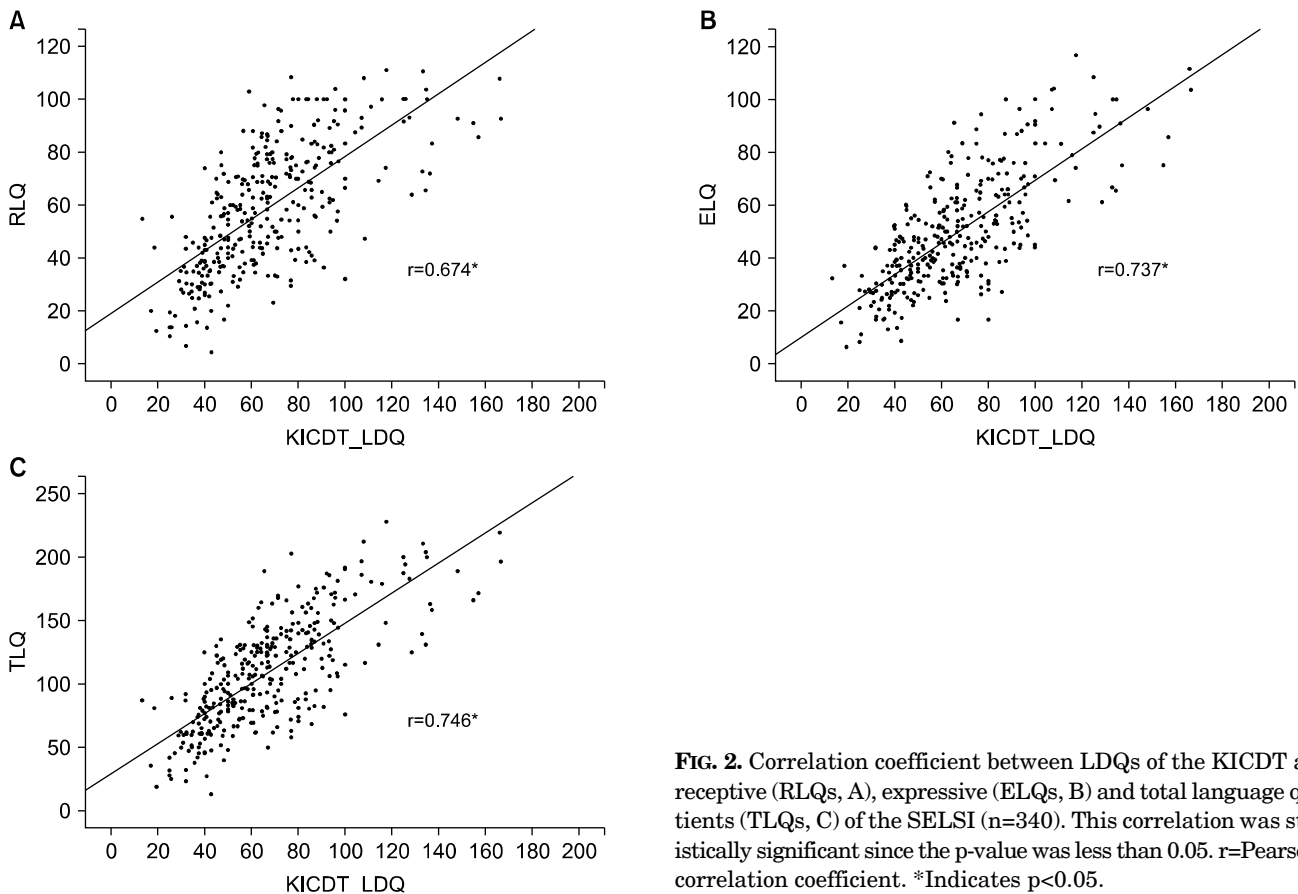 A
120
100
80
60
40
20
0
RLQ
r=0.674*
0 20 40 60 80 100 120 140 160 180 200
KICDT_LDQ
B
120
100
80
60
40
20
0
ELQ
r=0.737*
0 20 40 60 80 100 120 140 160 180 200
KICDT_LDQ
C
250
200
150
100
50
0
TLQ
r=0.746*
0 20 40 60 80 100 120 140 160 180 200
KICDT_LDQ
FIG. 2. Correlation coefficient between LDQs of the KICDT a
receptive (RLQs, A), expressive (ELQs, B) and total language q
tients (TLQs, C) of the SELSI (n=340). This correlation was st
istically significant since the p-value was less than 0.05. r=Pears
correlation coefficient. *Indicates p<0.05.